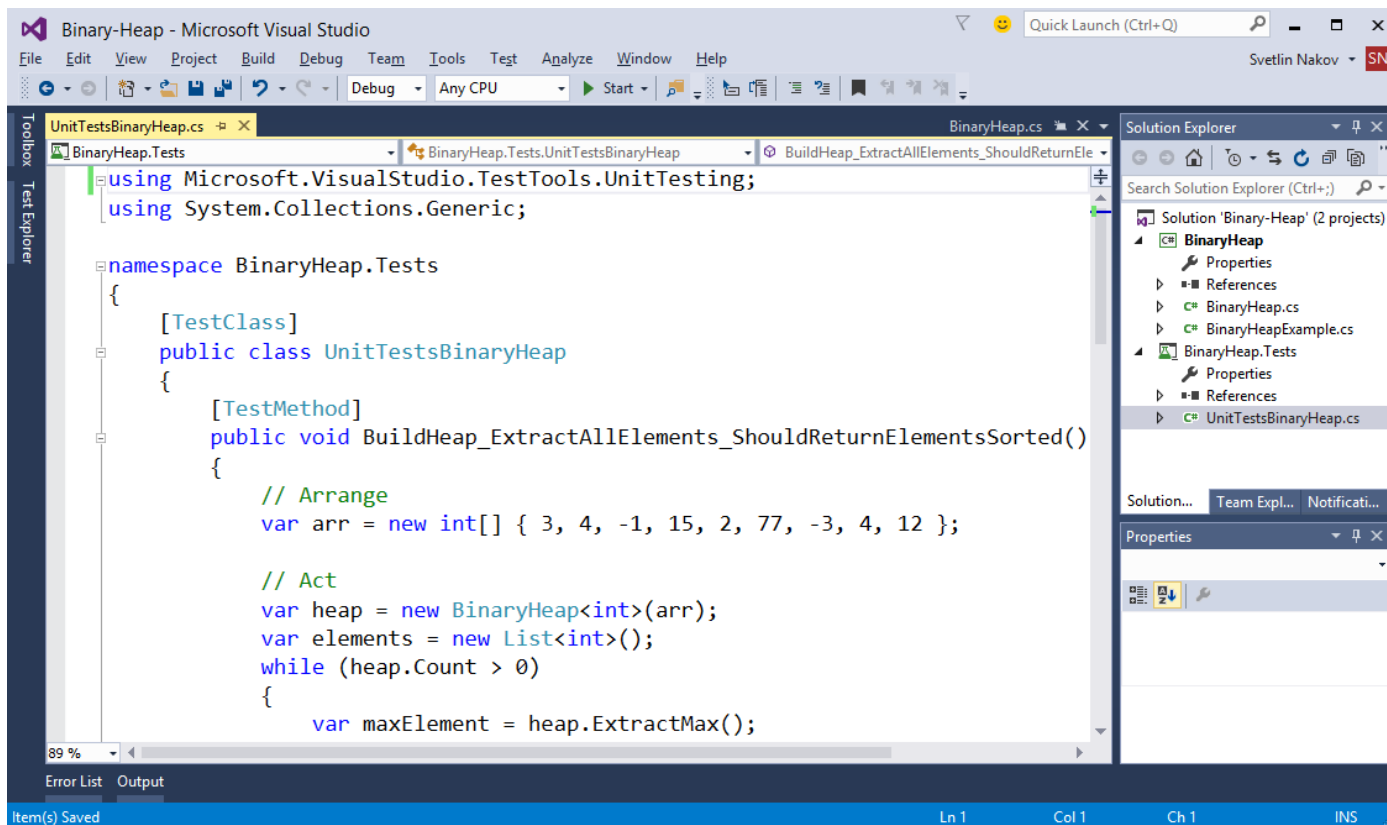 Binary-Heap - Microsoft Visual Studio
Quick Launch (Ctrl+Q)
File Edit View Project Build Debug Team Tools Test Analyze Window Help
Svetlin Nakov SN
Debug Any CPU Start
Toolbox
Test Explorer
UnitTestsBinaryHeap.cs
BinaryHeap.cs
BinaryHeap.Tests
BinaryHeap.Tests.UnitTestsBinaryHeap
BuildHeap_ExtractAllElements_ShouldReturnEle
using Microsoft.VisualStudio.TestTools.UnitTesting;
using System.Collections.Generic;
namespace BinaryHeap.Tests
{
[TestClass]
public class UnitTestsBinaryHeap
{
[TestMethod]
public void BuildHeap_ExtractAllElements_ShouldReturnElementsSorted()
{
// Arrange
var arr = new int[] { 3, 4, -1, 15, 2, 77, -3, 4, 12 };
// Act
var heap = new BinaryHeap<int>(arr);
var elements = new List<int>();
while (heap.Count > 0)
{
var maxElement = heap.ExtractMax();
89 %
Solution Explorer
Search Solution Explorer (Ctrl+;)
Solution 'Binary-Heap' (2 projects)
C# BinaryHeap
Properties
References
C# BinaryHeap.cs
C# BinaryHeapExample.cs
BinaryHeap.Tests
Properties
References
C# UnitTestsBinaryHeap.cs
Solution... Team Expl... Notificati...
Properties
Error List Output
Item(s) Saved
Ln 1 Col 1 Ch 1 INS